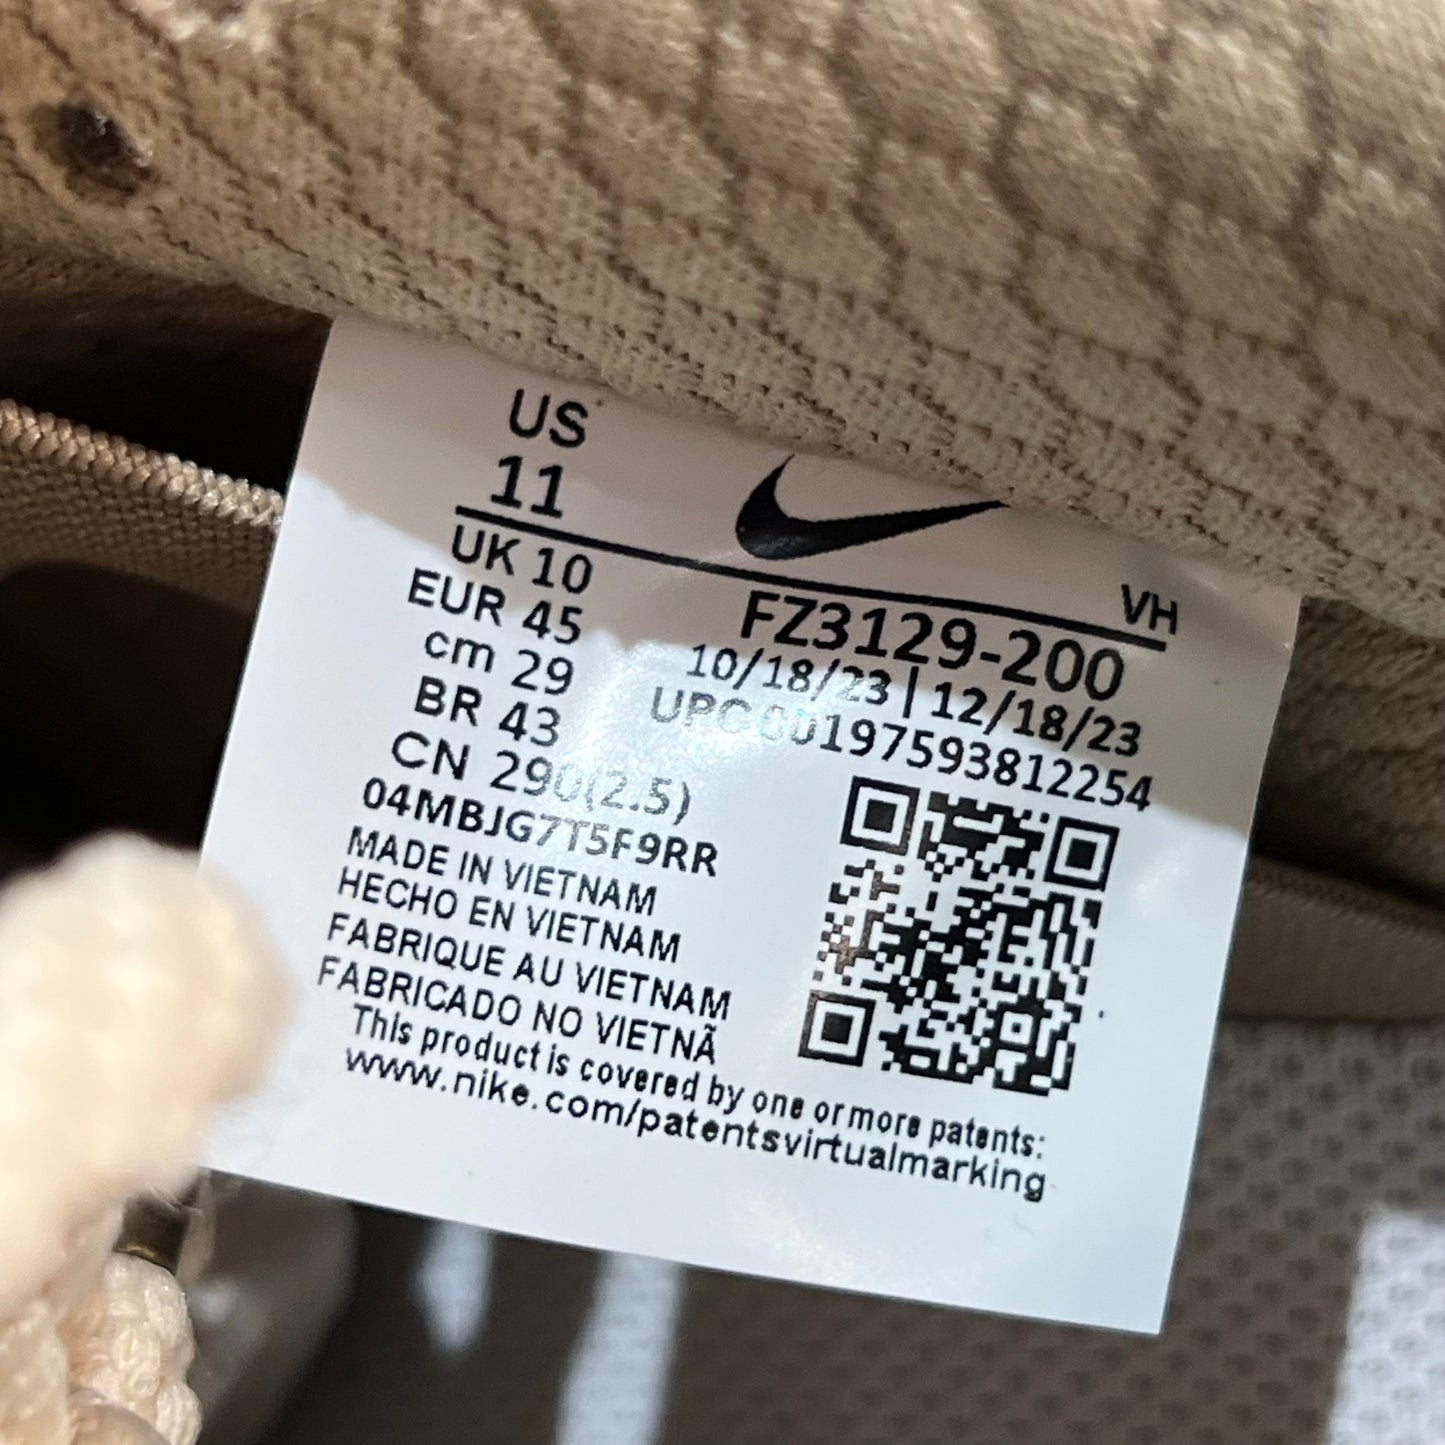 US
11
UK 10
EUR 45
cm 29
BR 43
CN 290(2.5)
04MBJG7T5F9RR
VH
FZ3129-200
10/18/23 | 12/18/23
UPC 00197593812254
MADE IN VIETNAM
HECHO EN VIETNAM
FABRIQUE AU VIETNAM
FABRICADO NO VIETNÃ
This product is covered by one or more patents:
www.nike.com/patentsvirtualmarking